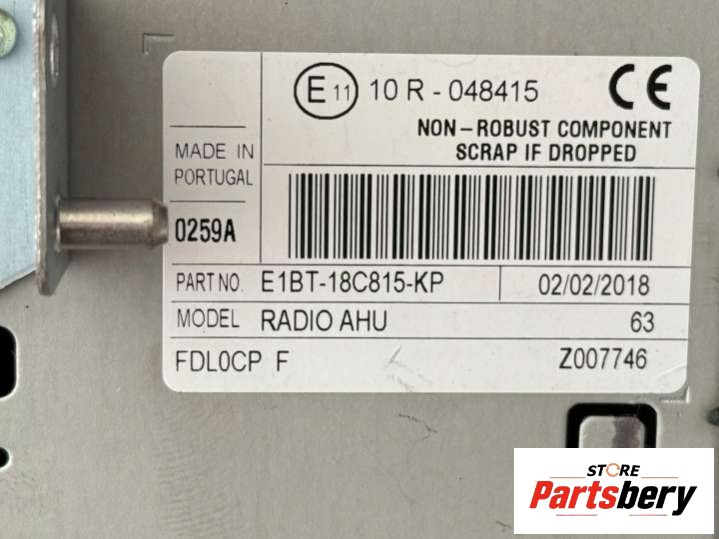 E 11 10 R - 048415 CE
NON-ROBUST COMPONENT
SCRAP IF DROPPED
MADE IN
PORTUGAL
0259A
PART NO. E1BT-18C815-KP 02/02/2018
MODEL RADIO AHU 63
FDL0CP F Z007746
STORE
Partsbery